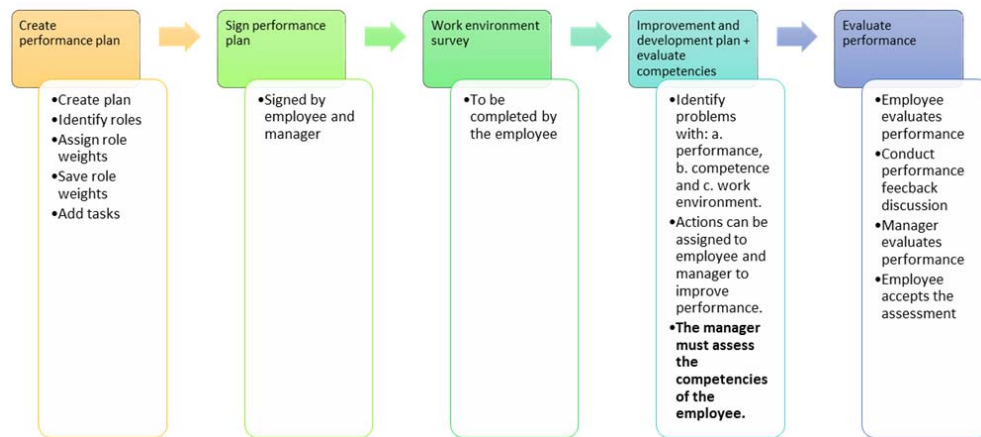 Create
performance plan
•Create plan
•Identify roles
•Assign role
weights
•Save role
weights
•Add tasks
Sign performance
plan
•Signed by
employee and
manager
Work environment
survey
•To be
completed by
the employee
Improvement and
development plan +
evaluate
competencies
•Identify
problems
with: a.
performance,
b. competence
and c. work
environment.
•Actions can be
assigned to
employee and
manager to
improve
performance.
•The manager
must assess
the
competencies
of the
employee.
Evaluate
performance
•Employee
evaluates
performance
•Conduct
performance
feecback
discussion
•Manager
evaluates
performance
•Employee
accepts the
assessment